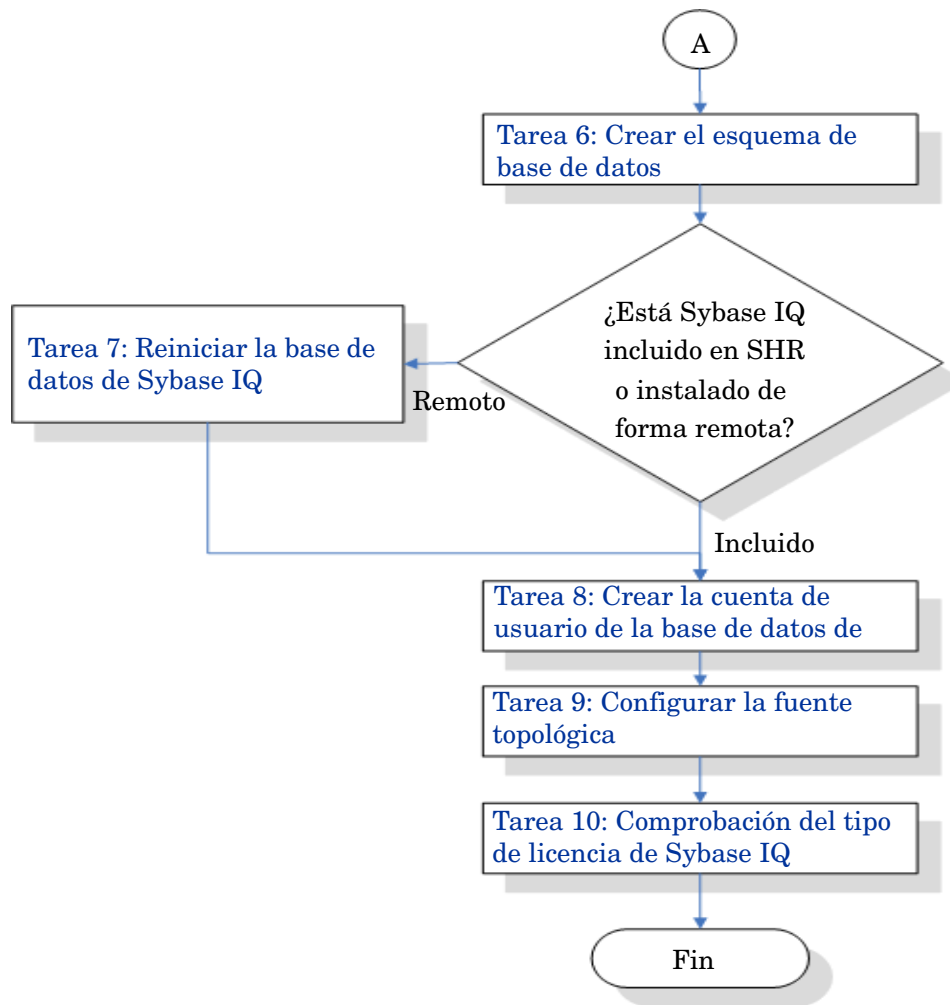 A
Tarea 6: Crear el esquema de
base de datos
¿Está Sybase IQ
incluido en SHR
o instalado de
forma remota?
Tarea 7: Reiniciar la base de
datos de Sybase IQ
Remoto
Incluido
Tarea 8: Crear la cuenta de
usuario de la base de datos de
Tarea 9: Configurar la fuente
topológica
Tarea 10: Comprobación del tipo
de licencia de Sybase IQ
Fin